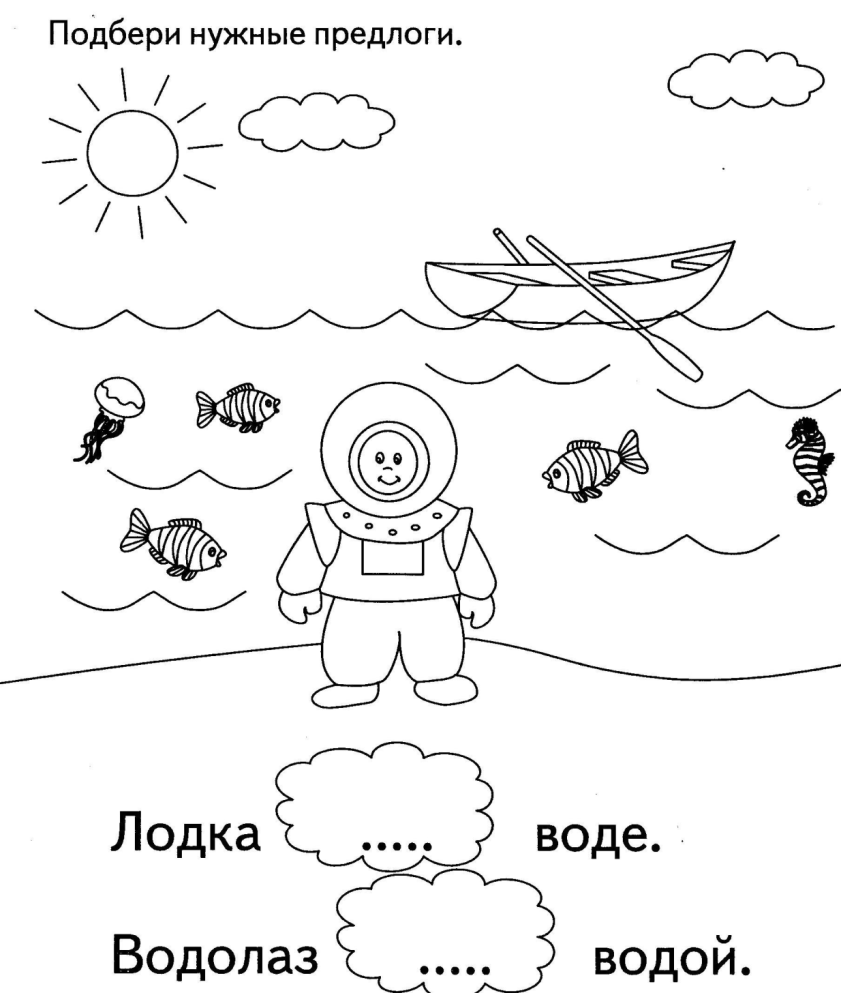 Подбери нужные предлоги.
Лодка ..... воде.
Водолаз ..... водой.